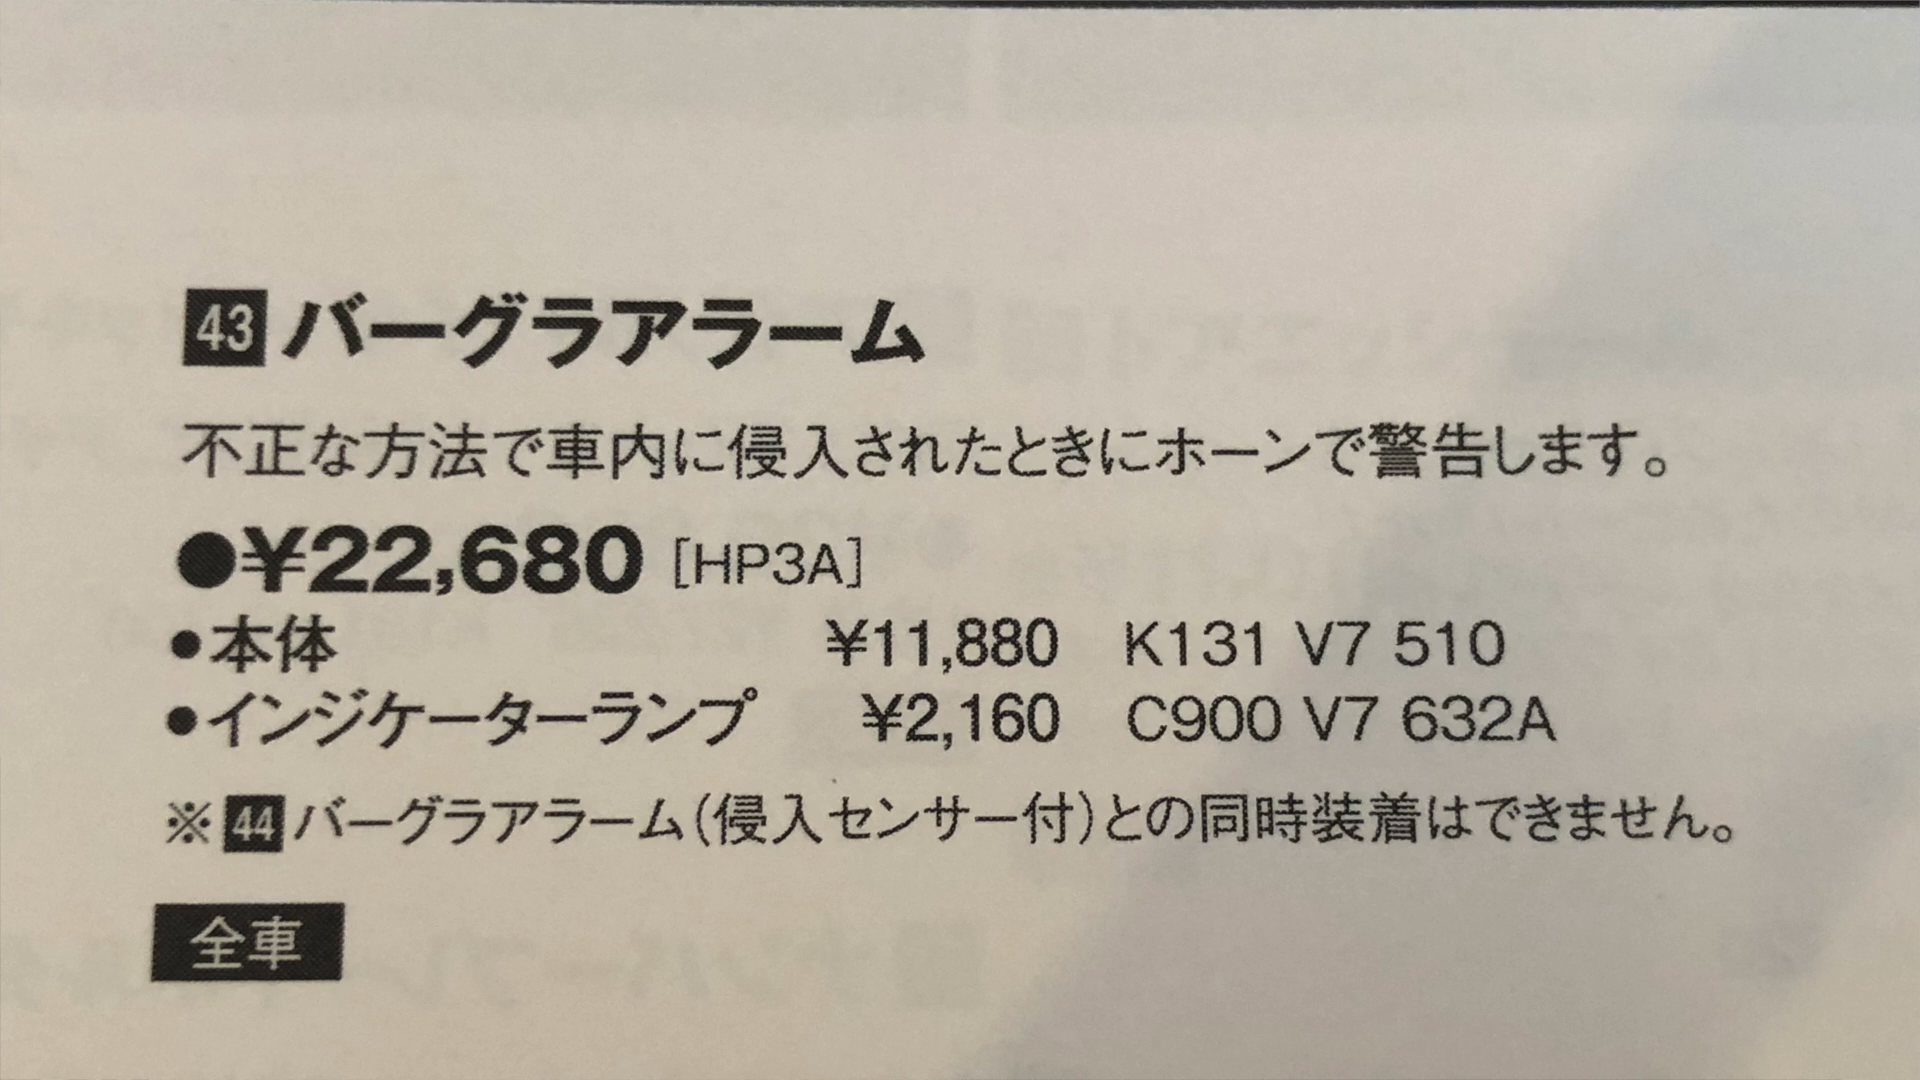 43 バーグラアラーム
不正な方法で車内に侵入されたときにホーンで警告します。
●¥22,680 [HP3A]
●本体 ¥11,880 K131 V7 510
●インジケーターランプ ¥2,160 C900 V7 632A
※44バーグラアラーム(侵入センサー付)との同時装着はできません。
全車